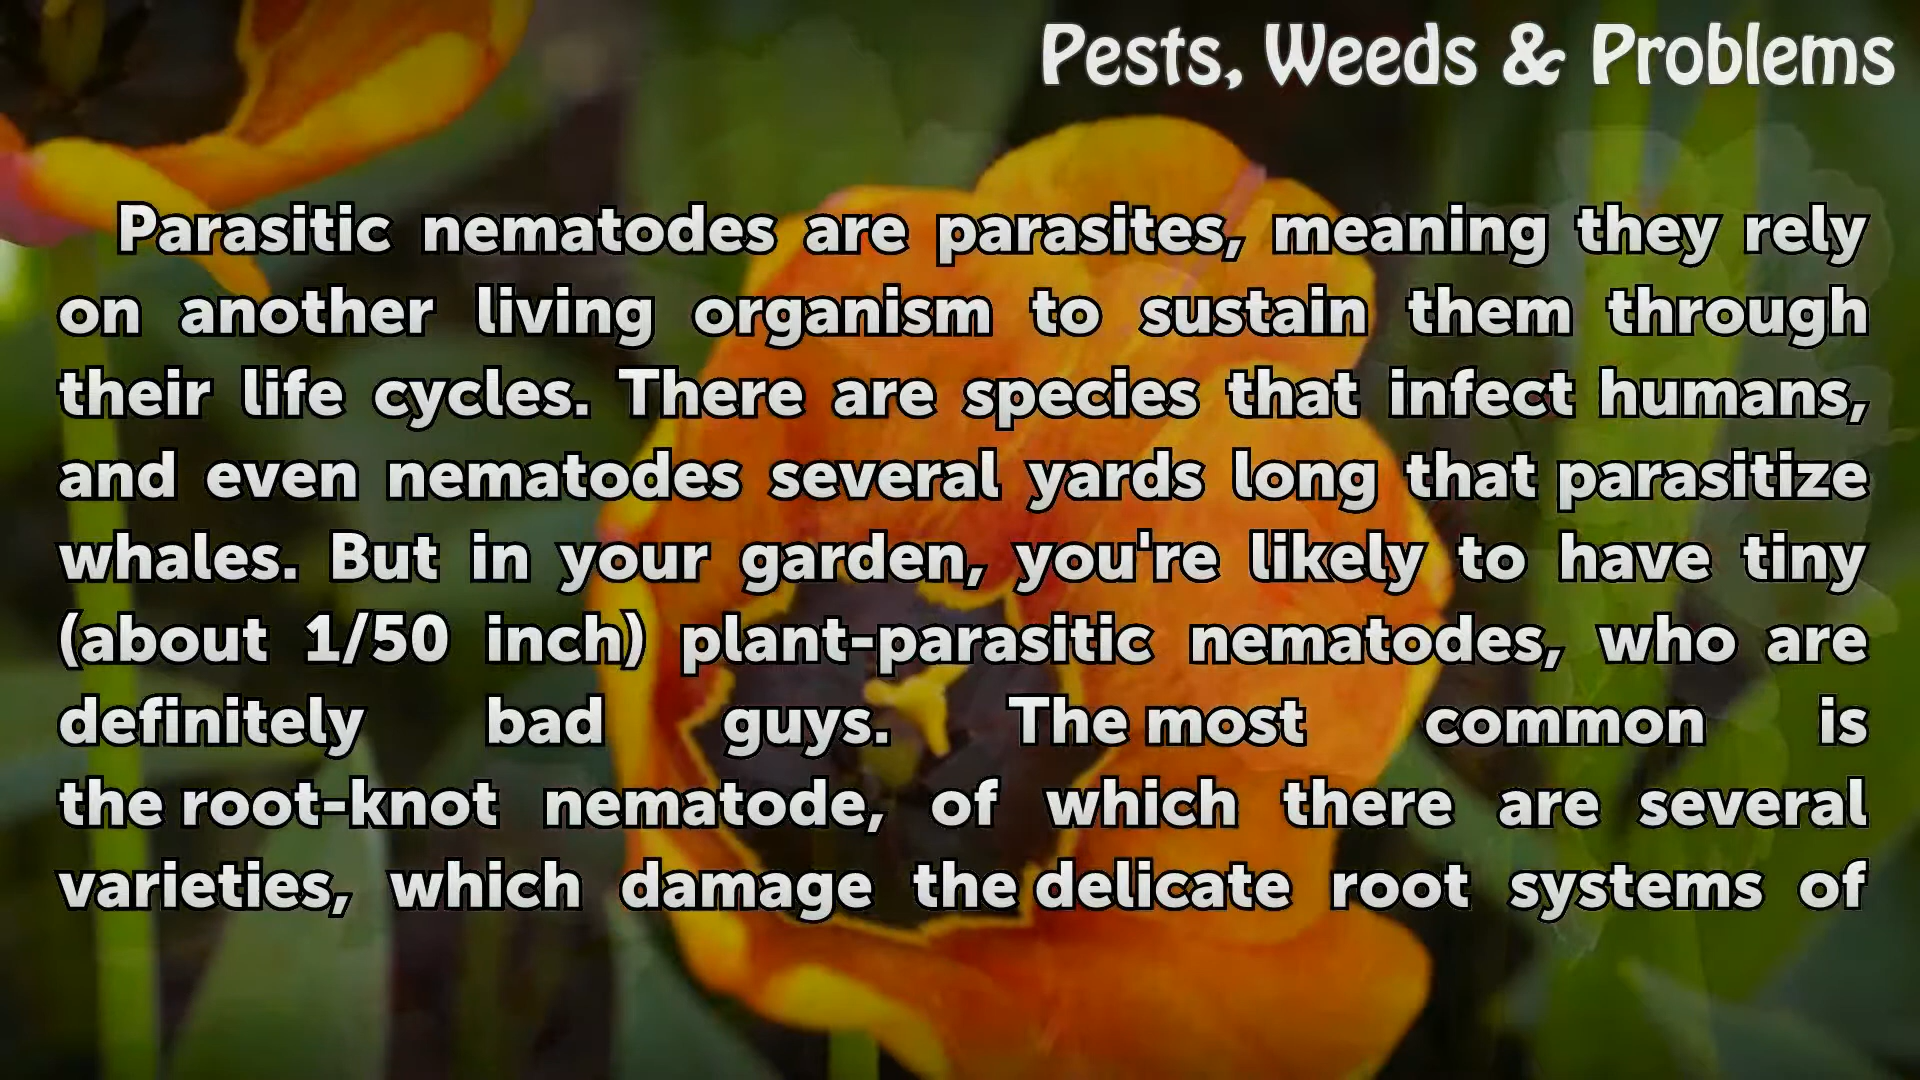 Pests, Weeds & Problems
Parasitic nematodes are parasites, meaning they rely
on another living organism to sustain them through
their life cycles. There are species that infect humans,
and even nematodes several yards long that parasitize
whales. But in your garden, you're likely to have tiny
(about 1/50 inch) plant-parasitic nematodes, who are
definitely bad guys. The most common is
the root-knot nematode, of which there are several
varieties, which damage the delicate root systems of